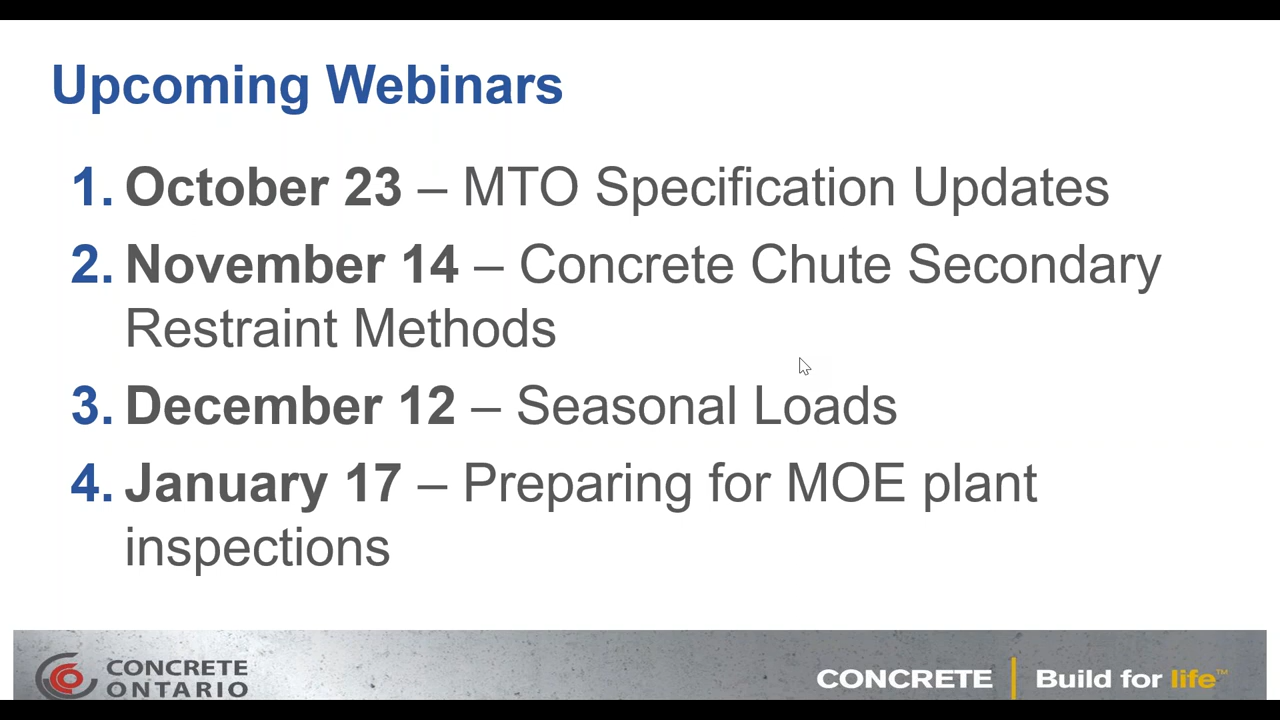 Upcoming Webinars
1. October 23 – MTO Specification Updates
2. November 14 – Concrete Chute Secondary
Restraint Methods
3. December 12 – Seasonal Loads
4. January 17 – Preparing for MOE plant
inspections
CONCRETE
ONTARIO
CONCRETE | Build for life™